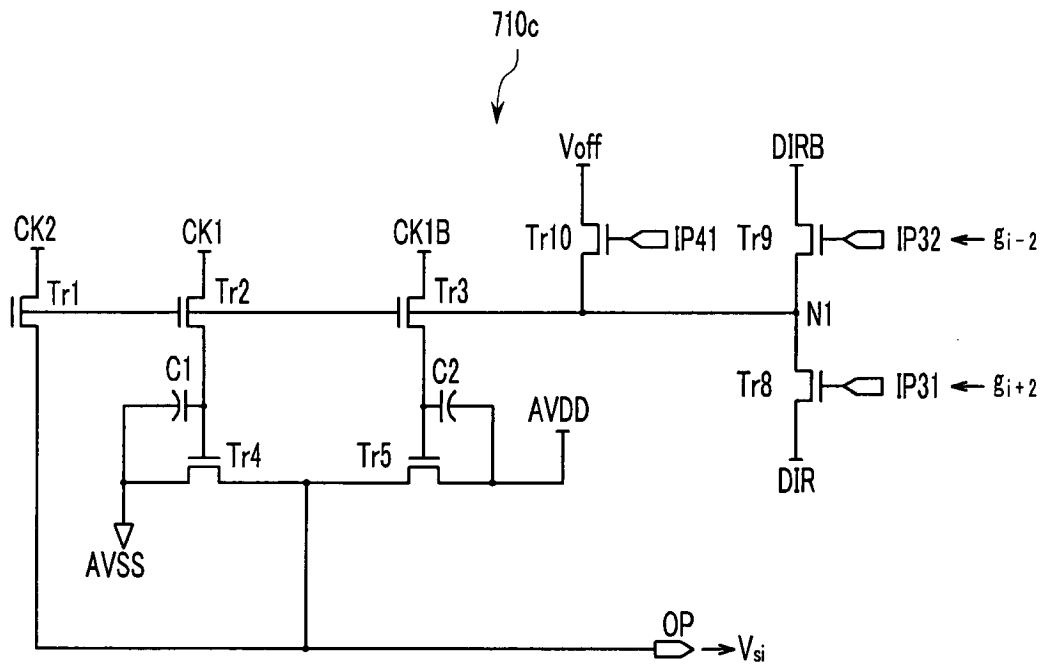 710c
Voff
DIRB
CK2
CK1
CK1B
Tr10
IP41
Tr9
IP32
gi-2
Tr1
Tr2
Tr3
N1
C1
C2
AVDD
Tr8
IP31
gi+2
Tr4
Tr5
DIR
AVSS
OP
Vsi